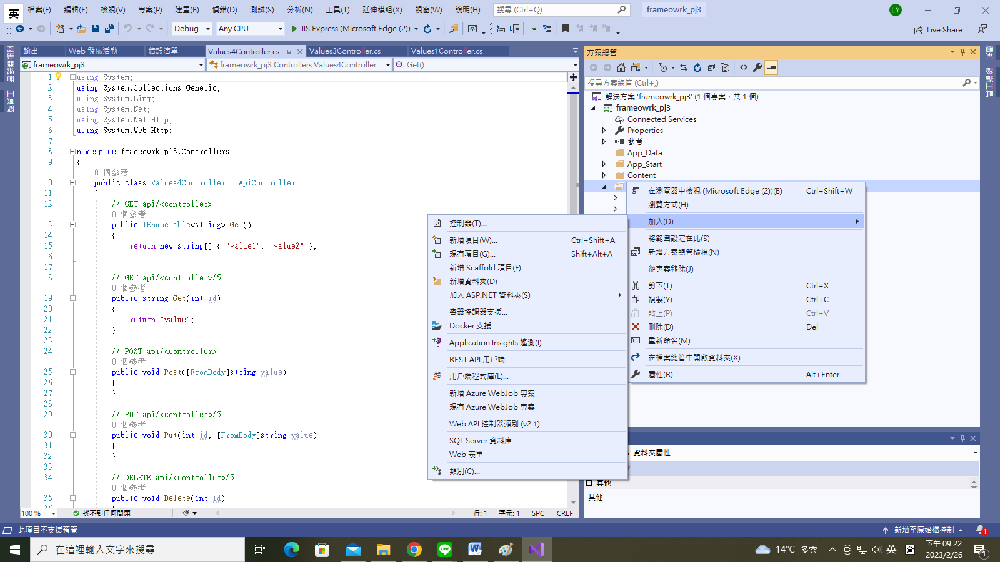 英
檔案(F) 編輯(E) 檢視(V) 專案(P) 建置(B) 偵錯(D) 測試(S) 分析(N) 工具(T) 延伸模組(X) 視窗(W) 說明(H) 搜尋 (Ctrl+Q) frameowrk_pj3 LY
Debug Any CPU IIS Express (Microsoft Edge (2)) Live Share
伺服器總管
工具箱
輸出 Web 發佈活動 錯誤清單 Values4Controller.cs Values3Controller.cs Values1Controller.cs
frameowrk_pj3 frameowrk_pj3.Controllers.Values4Controller Get()
1 using System;
2 using System.Collections.Generic;
3 using System.Linq;
4 using System.Net;
5 using System.Net.Http;
6 using System.Web.Http;
7
8 namespace frameowrk_pj3.Controllers
9 {
0 個參考
10 public class Values4Controller : ApiController
11 {
12 // GET api/<controller>
0 個參考
13 public IEnumerable<string> Get()
14 {
15 return new string[] { "value1", "value2" };
16 }
17
18 // GET api/<controller>/5
0 個參考
19 public string Get(int id)
20 {
21 return "value";
22 }
23
24 // POST api/<controller>
0 個參考
25 public void Post([FromBody]string value)
26 {
27 }
28
29 // PUT api/<controller>/5
0 個參考
30 public void Put(int id, [FromBody]string value)
31 {
32 }
33
34 // DELETE api/<controller>/5
0 個參考
35 public void Delete(int id)
100 % 找不到任何問題 行: 1 字元: 1 SPC CRLF
控制器(T)...
新增項目(W)... Ctrl+Shift+A
現有項目(G)... Shift+Alt+A
新增 Scaffold 項目(F)...
新增資料夾(D)
加入 ASP.NET 資料夾(S)
容器協調器支援...
Docker 支援...
Application Insights 遙測(I)...
REST API 用戶端...
用戶端程式庫(L)...
新增 Azure WebJob 專案
現有 Azure WebJob 專案
Web API 控制器類別 (v2.1)
SQL Server 資料庫
Web 表單
類別(C)...
方案總管
搜尋方案總管 (Ctrl+;)
解決方案 'frameowrk_pj3' (1 個專案，共 1 個)
frameowrk_pj3
Connected Services
Properties
參考
App_Data
App_Start
Content
在瀏覽器中檢視 (Microsoft Edge (2))(B) Ctrl+Shift+W
瀏覽方式(H)...
加入(D)
將範圍設定在此(S)
新增方案總管檢視(N)
從專案移除(J)
剪下(T) Ctrl+X
複製(Y) Ctrl+C
貼上(P) Ctrl+V
刪除(D) Del
重新命名(M)
在檔案總管中開啟資料夾(X)
屬性(R) Alt+Enter
資料夾屬性
其他
其他
通知
診斷工具
此項目不支援預覽 新增至原始檔控制 1
在這裡輸入文字來搜尋 14°C 多雲 英 倉 下午 09:22
2023/2/26 1